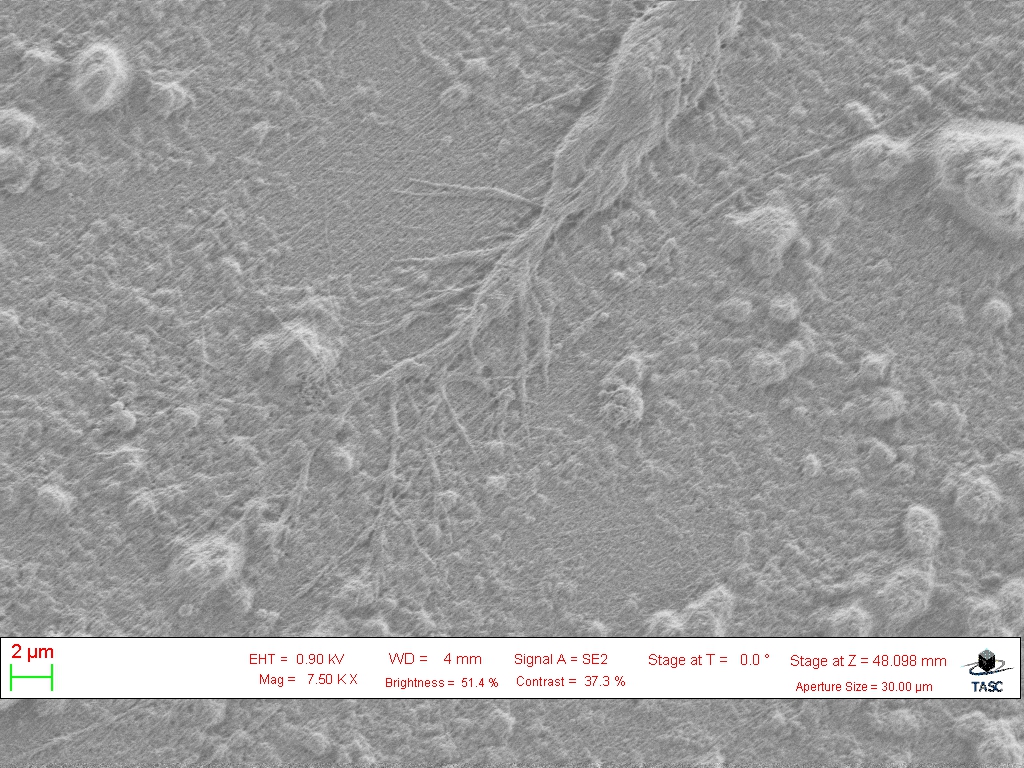 2 µm
EHT = 0.90 kV WD = 4 mm Signal A = SE2 Stage at T = 0.0 ° Stage at Z = 48.098 mm
Mag = 7.50 K X Brightness = 51.4 % Contrast = 37.3 % Aperture Size = 30.00 µm
TASC